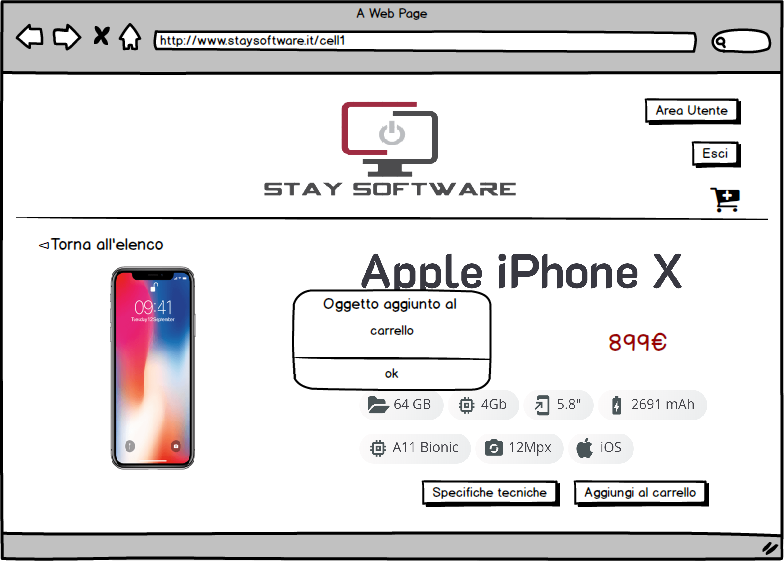 A Web Page
http://www.staysoftware.it/cell1
Area Utente
Esci
STAY SOFTWARE
Torna all'elenco
Apple iPhone X
09:41
Tuesday 12 September
Oggetto aggiunto al
carrello
ok
899€
64 GB
4Gb
5.8"
2691 mAh
A11 Bionic
12Mpx
iOS
Specifiche tecniche
Aggiungi al carrello